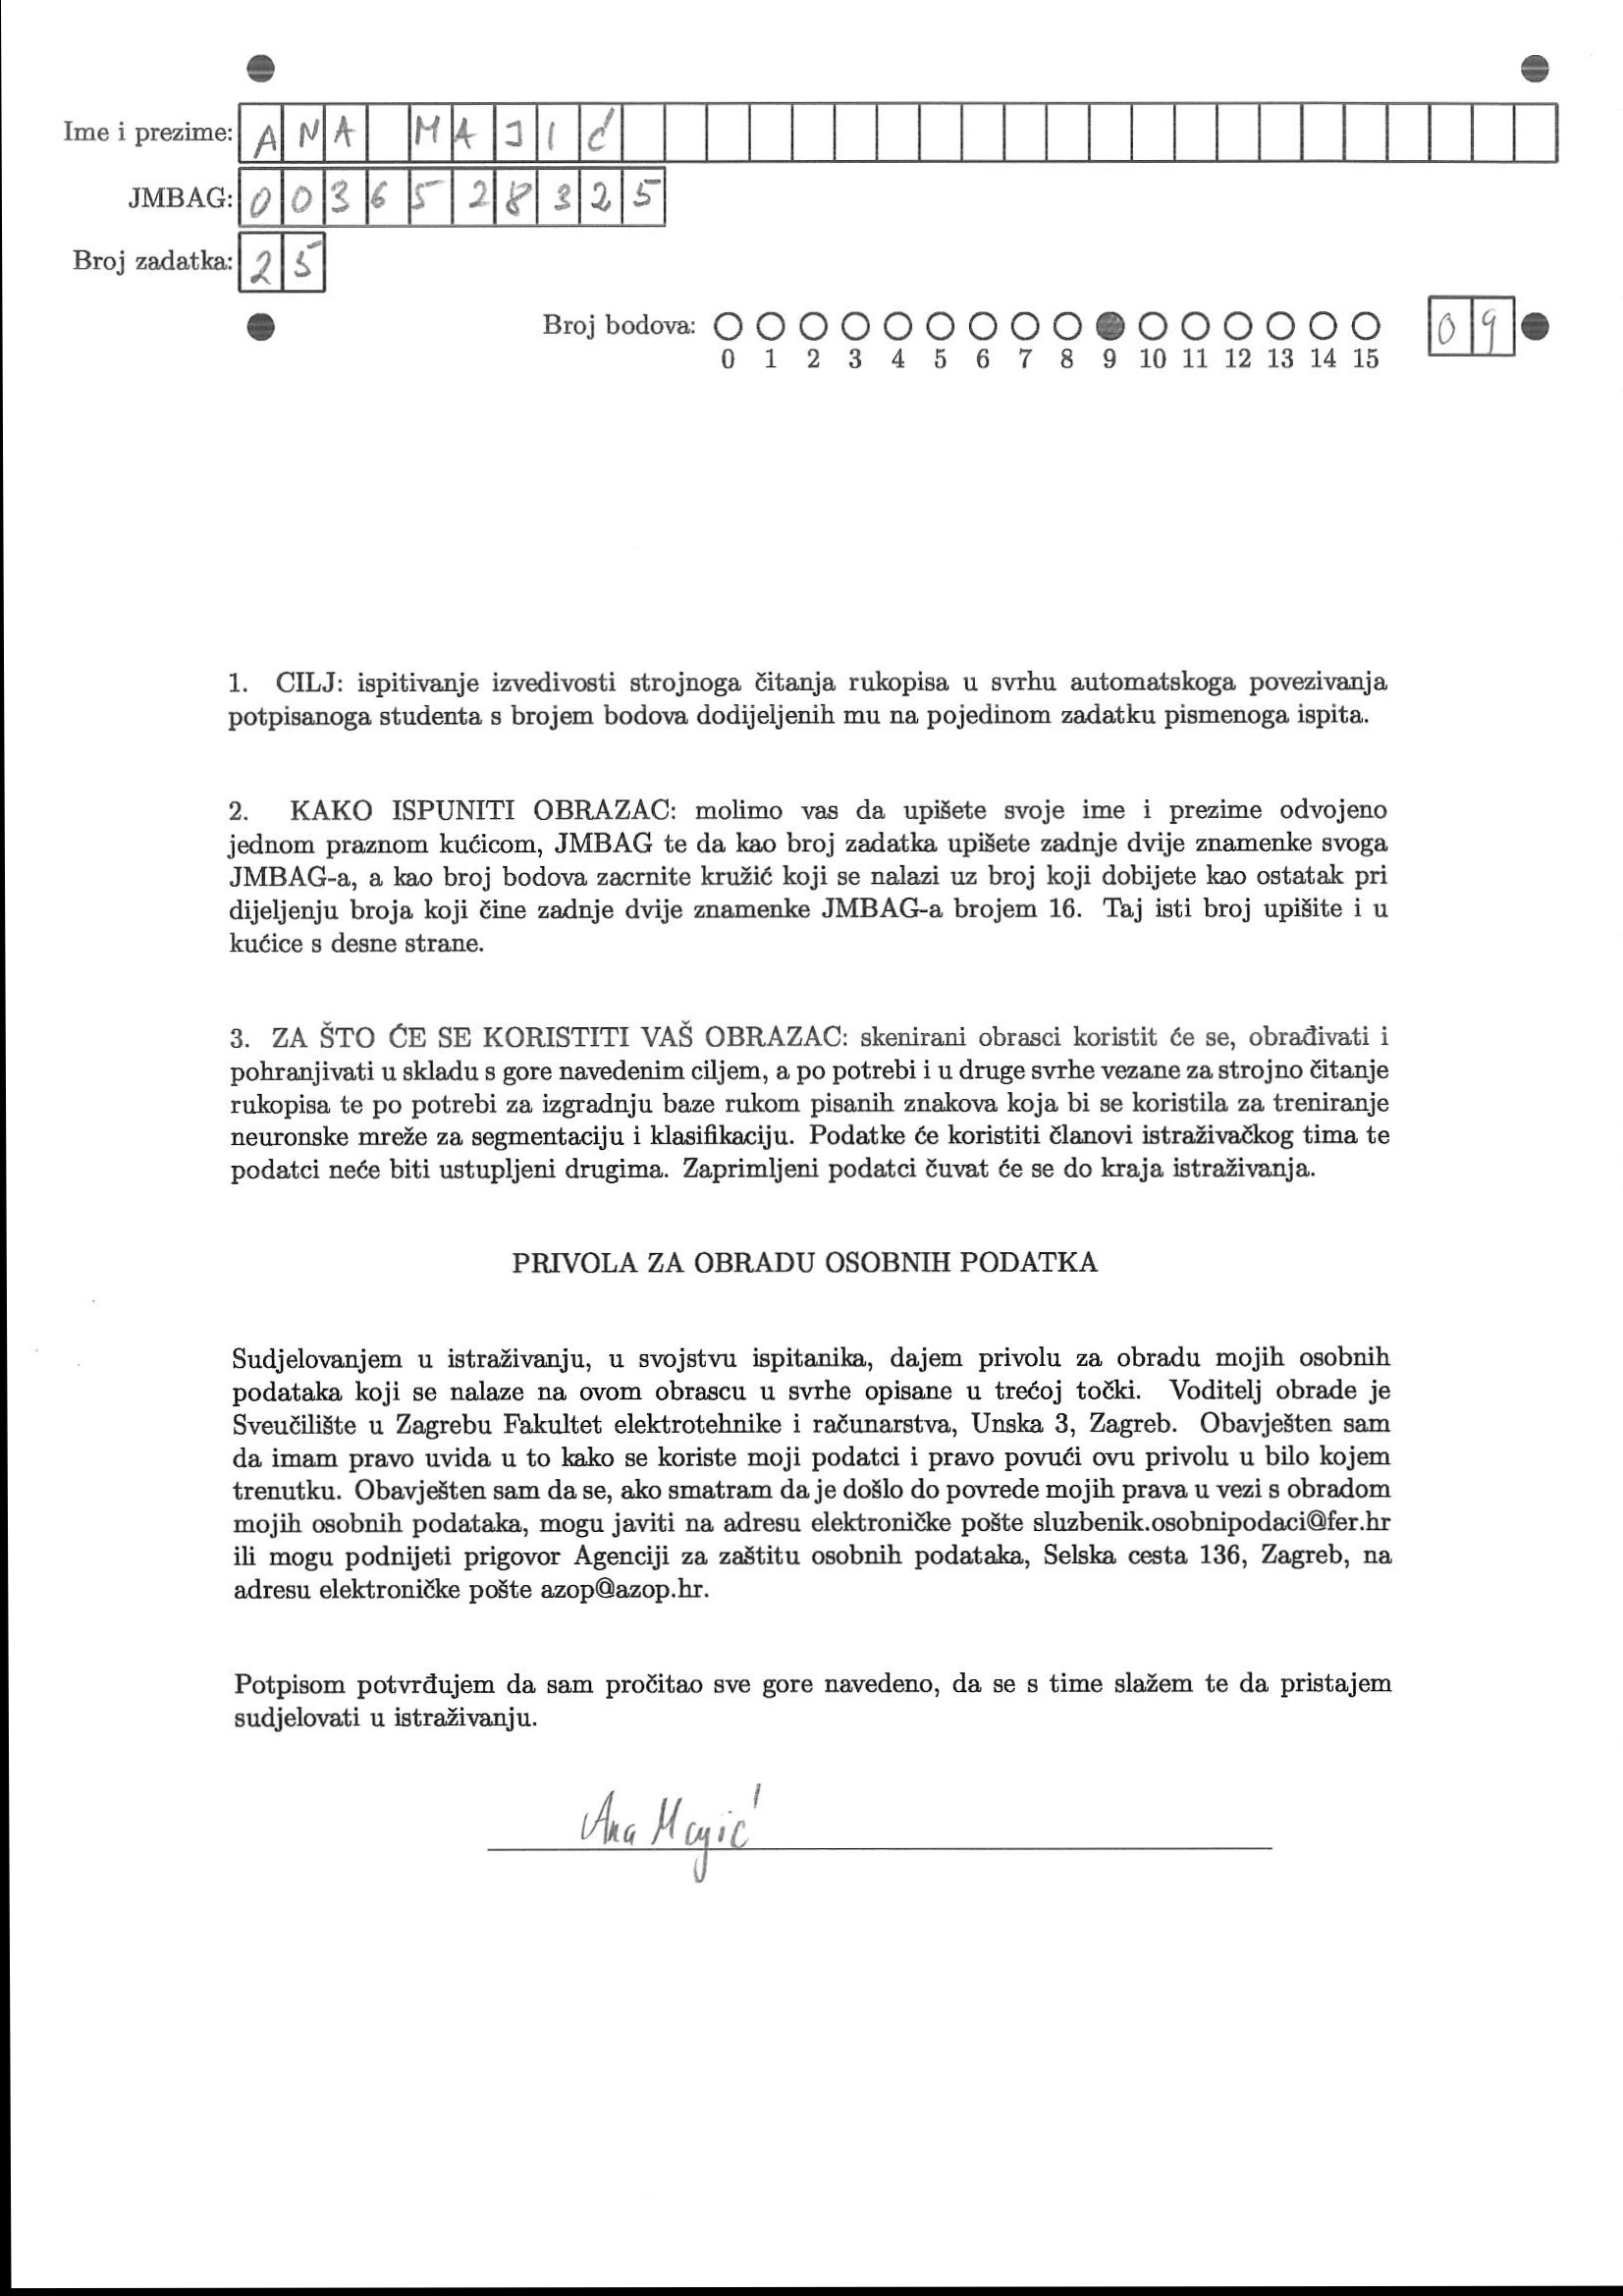 Ime i prezime: ANA MAJIĆ
JMBAG: 0036528325
Broj zadatka: 25
Broj bodova: 09
0 1 2 3 4 5 6 7 8 9 10 11 12 13 14 15
1. CILJ: ispitivanje izvedivosti strojnoga čitanja rukopisa u svrhu automatskoga povezivanja
potpisanoga studenta s brojem bodova dodijeljenih mu na pojedinom zadatku pismenoga ispita.
2. KAKO ISPUNITI OBRAZAC: molimo vas da upišete svoje ime i prezime odvojeno
jednom praznom kućicom, JMBAG te da kao broj zadatka upišete zadnje dvije znamenke svoga
JMBAG-a, a kao broj bodova zacrnite kružić koji se nalazi uz broj koji dobijete kao ostatak pri
dijeljenju broja koji čine zadnje dvije znamenke JMBAG-a brojem 16. Taj isti broj upišite i u
kućice s desne strane.
3. ZA ŠTO ĆE SE KORISTITI VAŠ OBRAZAC: skenirani obrasci koristit će se, obrađivati i
pohranjivati u skladu s gore navedenim ciljem, a po potrebi i u druge svrhe vezane za strojno čitanje
rukopisa te po potrebi za izgradnju baze rukom pisanih znakova koja bi se koristila za treniranje
neuronske mreže za segmentaciju i klasifikaciju. Podatke će koristiti članovi istraživačkog tima te
podatci neće biti ustupljeni drugima. Zaprimljeni podatci čuvat će se do kraja istraživanja.
PRIVOLA ZA OBRADU OSOBNIH PODATKA
Sudjelovanjem u istraživanju, u svojstvu ispitanika, dajem privolu za obradu mojih osobnih
podataka koji se nalaze na ovom obrascu u svrhe opisane u trećoj točki. Voditelj obrade je
Sveučilište u Zagrebu Fakultet elektrotehnike i računarstva, Unska 3, Zagreb. Obavješten sam
da imam pravo uvida u to kako se koriste moji podatci i pravo povući ovu privolu u bilo kojem
trenutku. Obavješten sam da se, ako smatram da je došlo do povrede mojih prava u vezi s obradom
mojih osobnih podataka, mogu javiti na adresu elektroničke pošte sluzbenik.osobnipodaci@fer.hr
ili mogu podnijeti prigovor Agenciji za zaštitu osobnih podataka, Selska cesta 136, Zagreb, na
adresu elektroničke pošte azop@azop.hr.
Potpisom potvrđujem da sam pročitao sve gore navedeno, da se s time slažem te da pristajem
sudjelovati u istraživanju.
Ana Majić